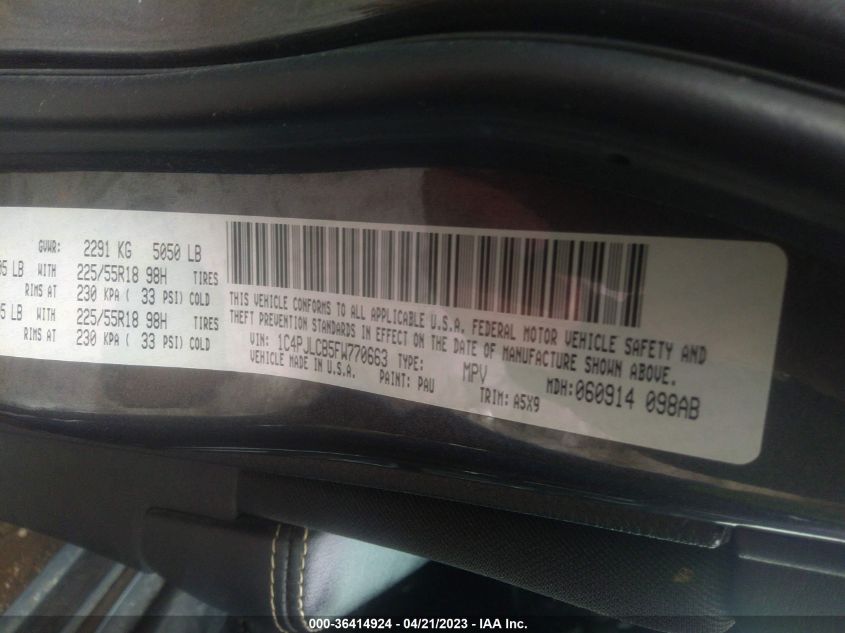 GVWR: 2291 KG 5050 LB
05 LB WITH 225/55R18 98H TIRES
RIMS AT 230 KPA ( 33 PSI) COLD
5 LB WITH 225/55R18 98H TIRES
RIMS AT 230 KPA ( 33 PSI) COLD
THIS VEHICLE CONFORMS TO ALL APPLICABLE U.S.A. FEDERAL MOTOR VEHICLE SAFETY AND
THEFT PREVENTION STANDARDS IN EFFECT ON THE DATE OF MANUFACTURE SHOWN ABOVE.
VIN: 1C4PJLCB5FW770663 TYPE: MPV MDH:060914 098AB
VEHICLE MADE IN U.S.A. PAINT: PAU TRIM: A5X9
000-36414924 - 04/21/2023 - IAA Inc.